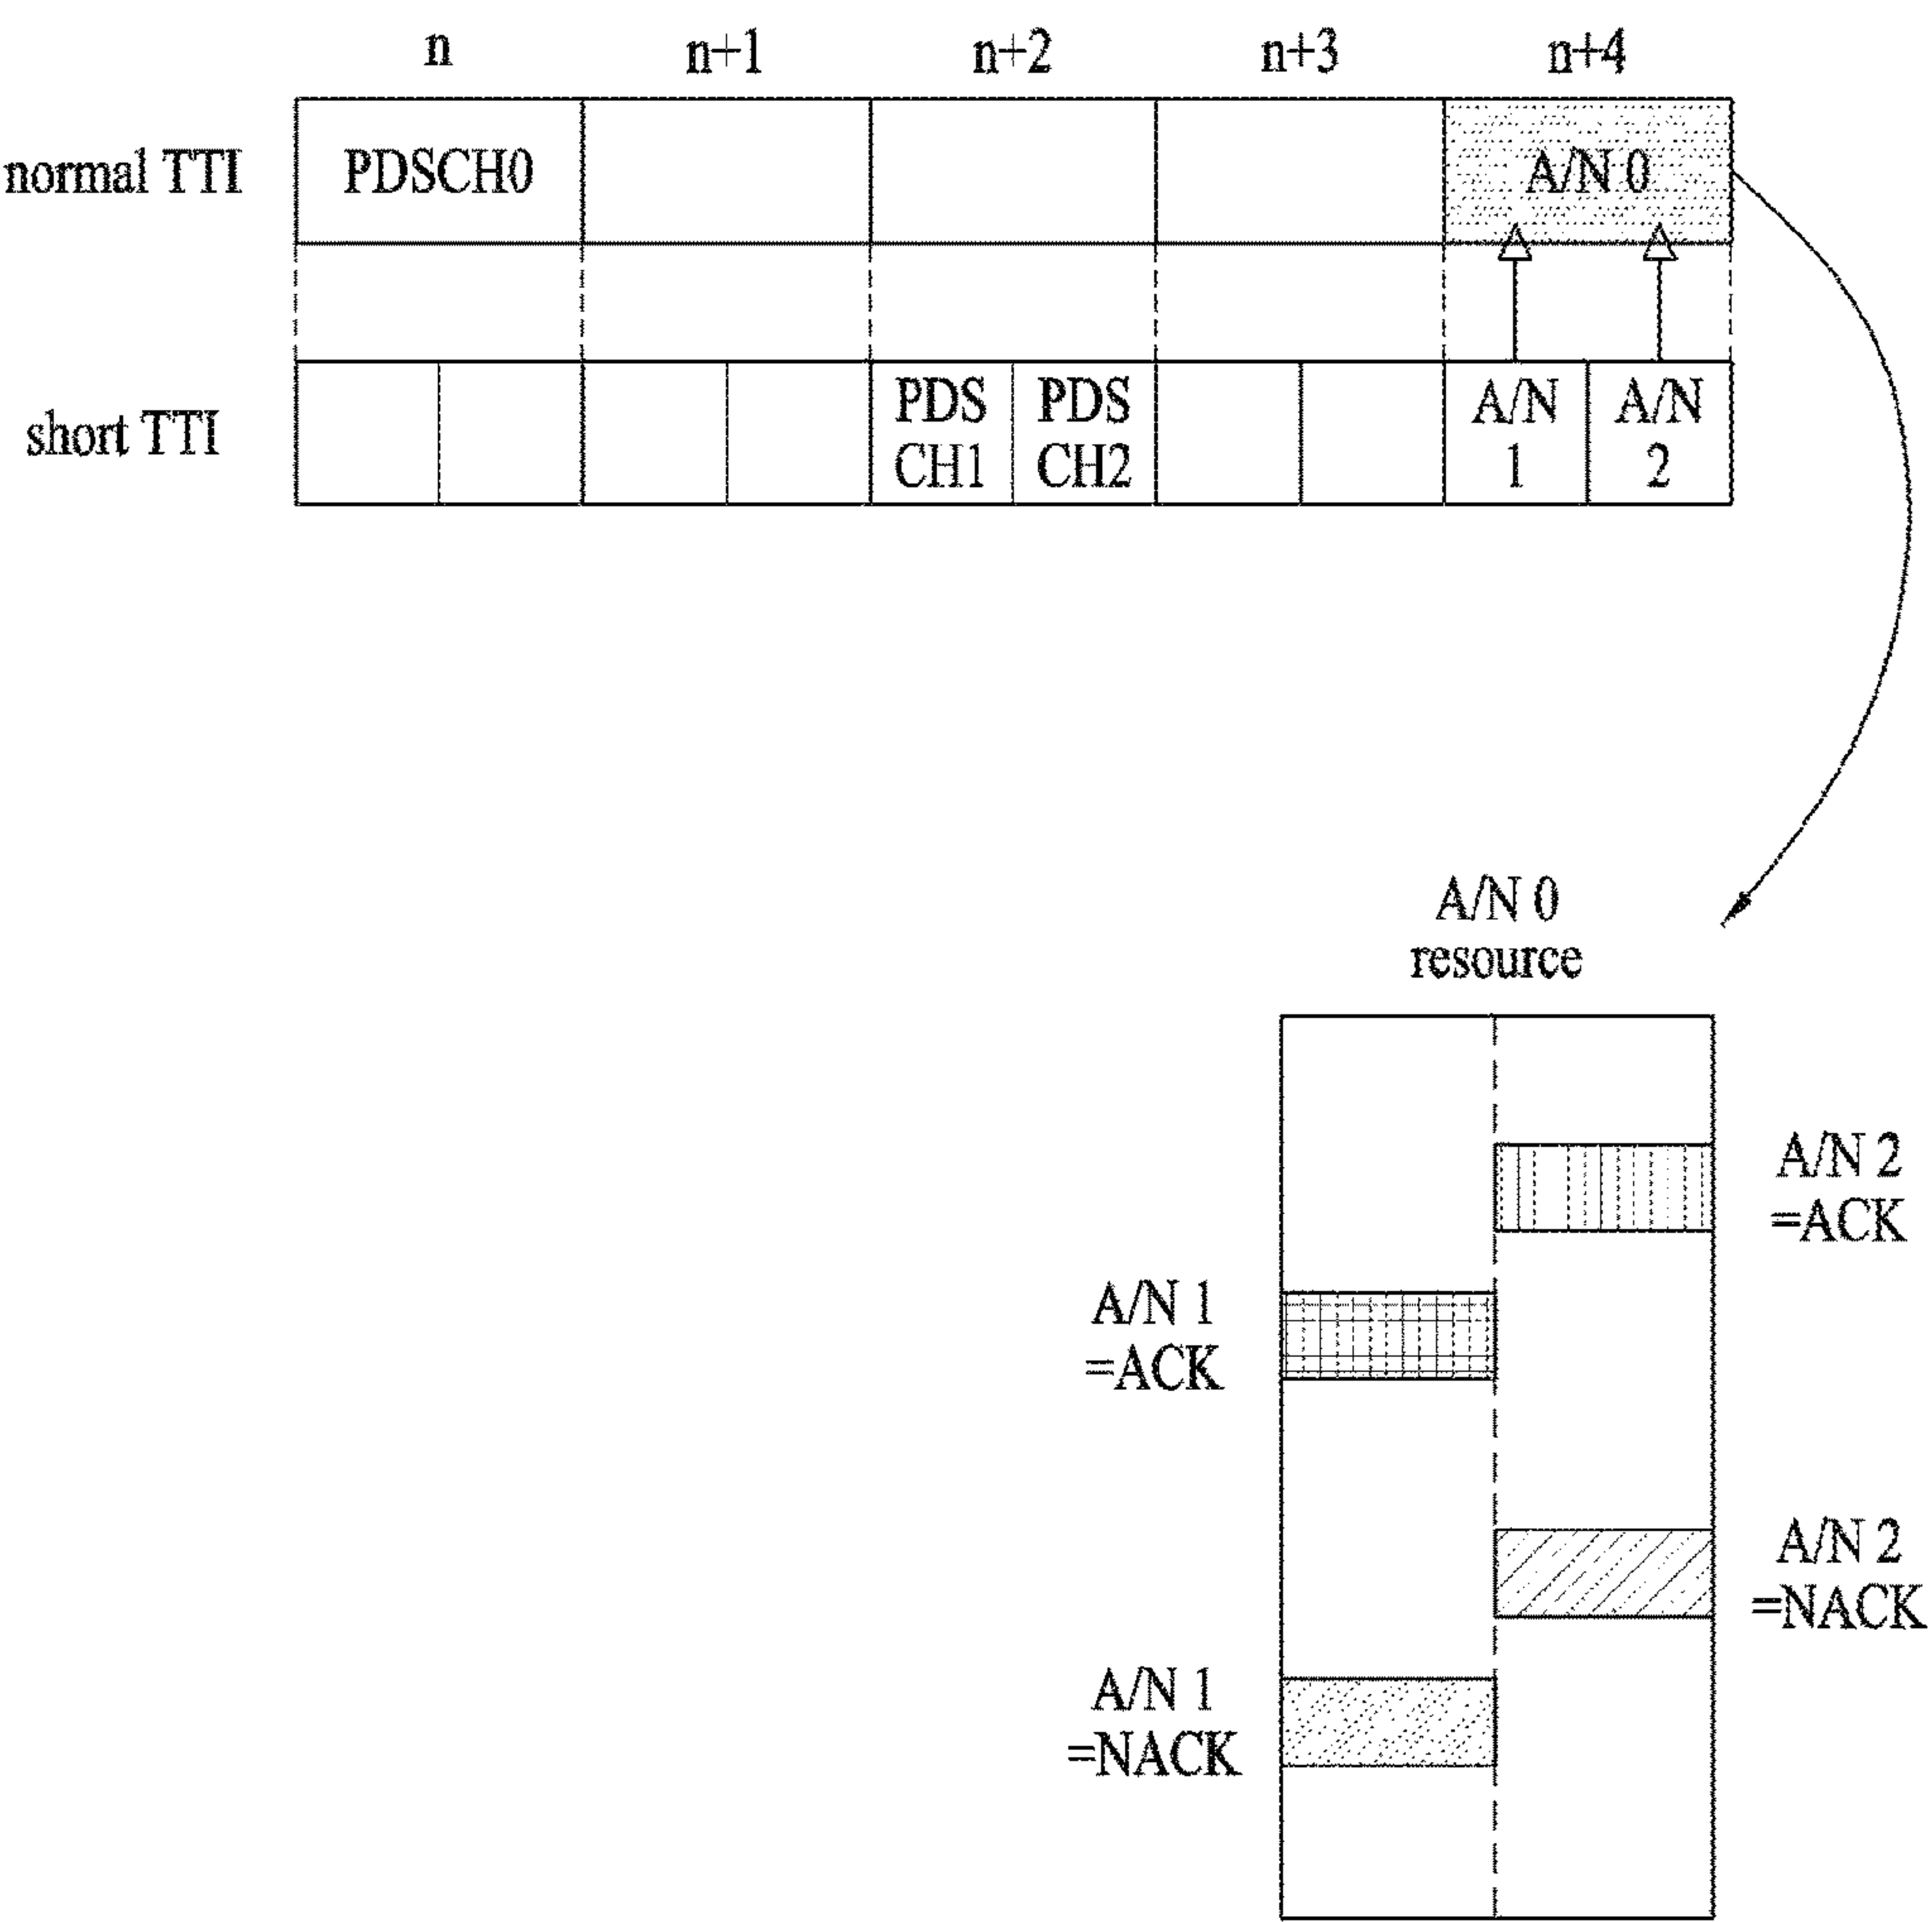 n n+1 n+2 n+3 n+4
normal TTI PDSCH0 A/N 0
short TTI
PDS
CH1
PDS
CH2
A/N
1
A/N
2
A/N 0
resource
A/N 2
=ACK
A/N 1
=ACK
A/N 2
=NACK
A/N 1
=NACK